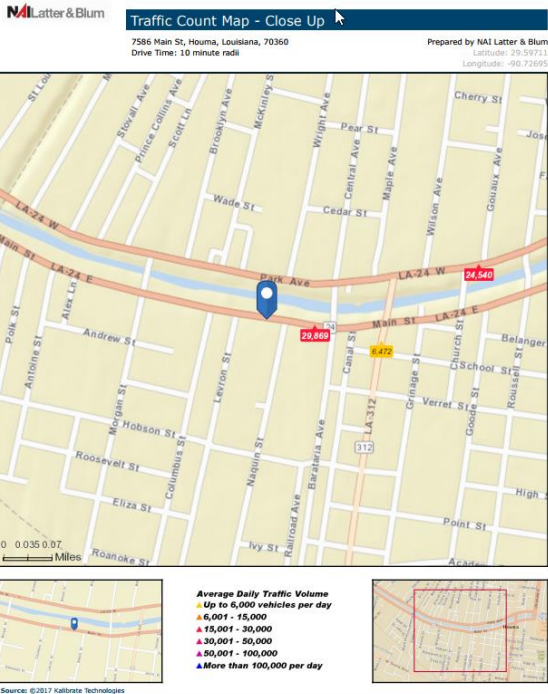 NAI Latter & Blum
Traffic Count Map - Close Up
7586 Main St, Houma, Louisiana, 70360
Drive Time: 10 minute radii
Prepared by NAI Latter & Blum
Latitude: 29.59711
Longitude: -90.72695
St Lou
Stovall Ave
Prince Collins Ave
Scott Ln
Brooklyn Ave
McKinley S
Wright Ave
Pear St
Central Ave
Maple Ave
Cherry St
Wilson Ave
Gouaux Ave
Jose
F
Wade St
Cedar St
LA-24 W
Park Ave
LA-24 W
24,540
Main St
LA-24 E
29,869
24
Main St
LA-24 E
6,472
Polk St
Alex Ln
Andrew St
Antoine St
Morgan St
Levron St
Canal St
Grinage St
Church St
Belanger
School St
Roussell St
Verret St
Goode St
Hobson St
LA-312
312
Roosevelt St
Columbus St
Naquin St
Barataria Ave
Eliza St
Railroad Ave
High
Point St
Ivy St
Roanoke St
Acade
0 0.035 0.07
Miles
Average Daily Traffic Volume
Up to 6,000 vehicles per day
6,001 - 15,000
15,001 - 30,000
30,001 - 50,000
50,001 - 100,000
More than 100,000 per day
Houma
Source: ©2017 Kalibrate Technologies